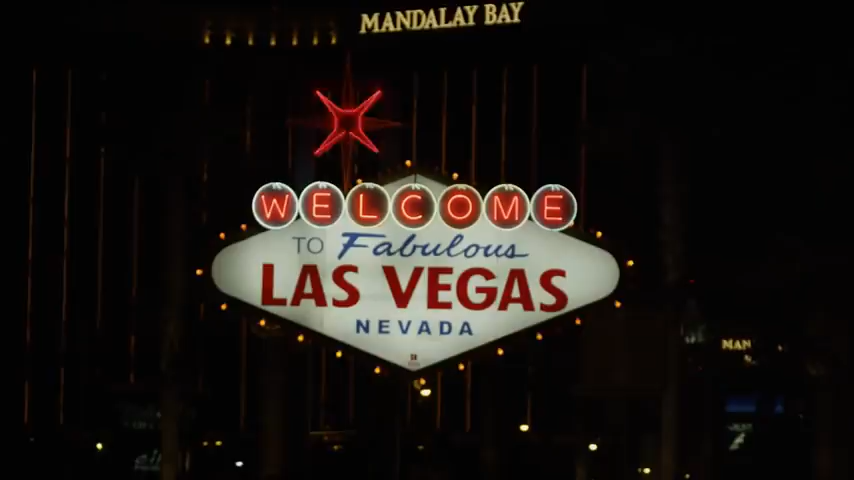 MANDALAY BAY
WELCOME
TO Fabulous
LAS VEGAS
NEVADA
MAN